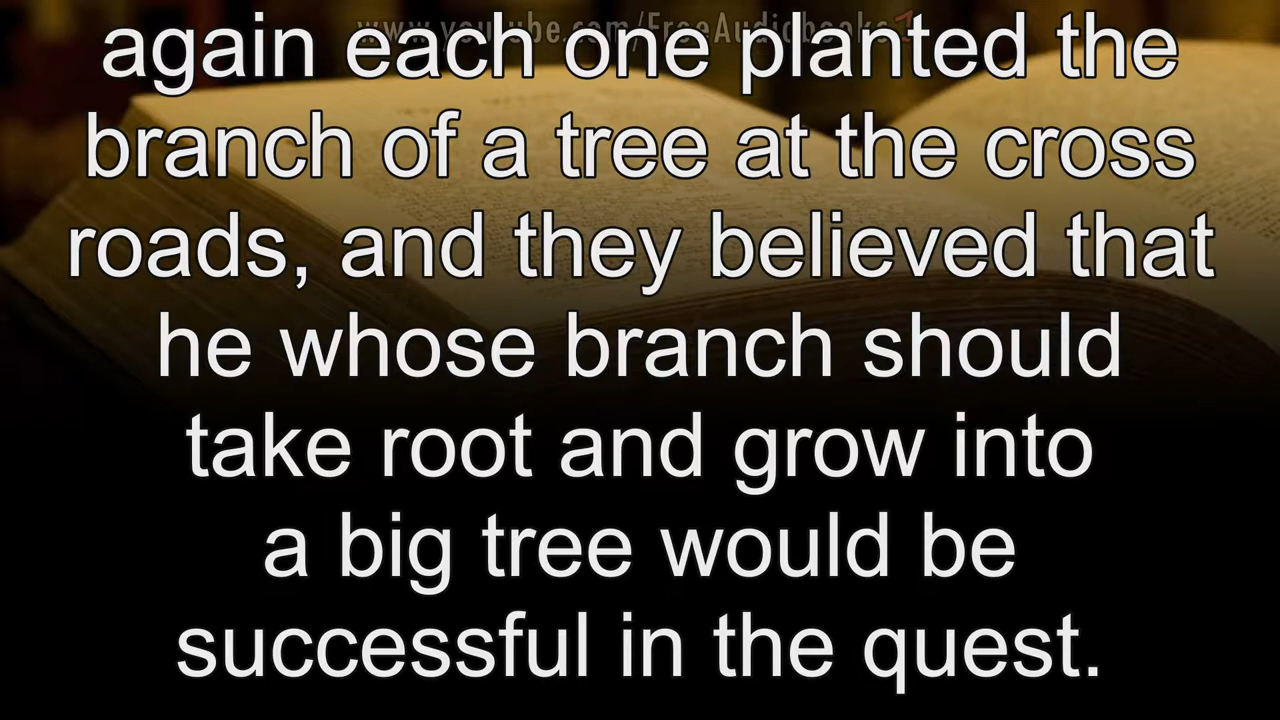 www.youtube.com/FreeAudiobooks
again each one planted the
branch of a tree at the cross
roads, and they believed that
he whose branch should
take root and grow into
a big tree would be
successful in the quest.